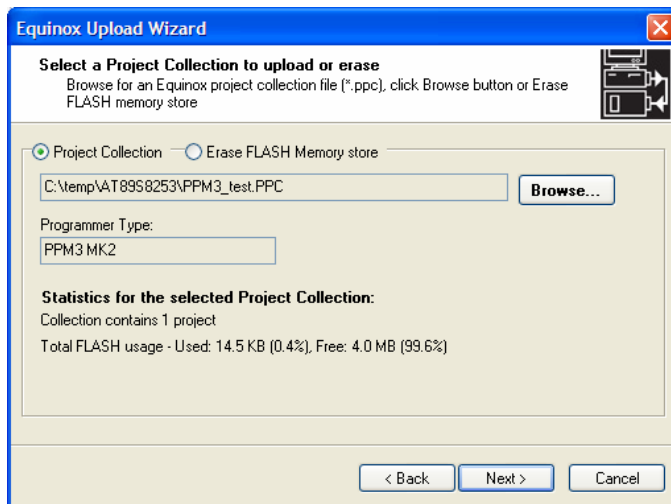 Equinox Upload Wizard
Select a Project Collection to upload or erase
Browse for an Equinox project collection file (*.ppc), click Browse button or Erase
FLASH memory store
Project Collection Erase FLASH Memory store
C:\temp\AT89S8253\PPM3_test.PPC Browse...
Programmer Type:
PPM3 MK2
Statistics for the selected Project Collection:
Collection contains 1 project
Total FLASH usage - Used: 14.5 KB (0.4%), Free: 4.0 MB (99.6%)
< Back Next > Cancel